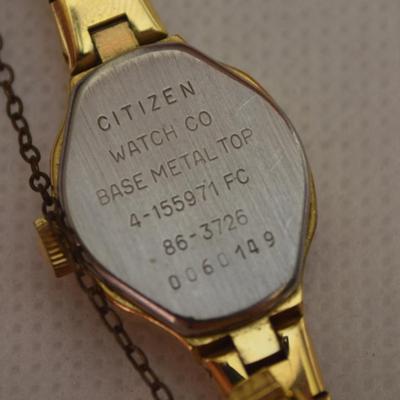 CITIZEN
WATCH CO
BASE METAL TOP
4-155971 FC
86-3726
0060149